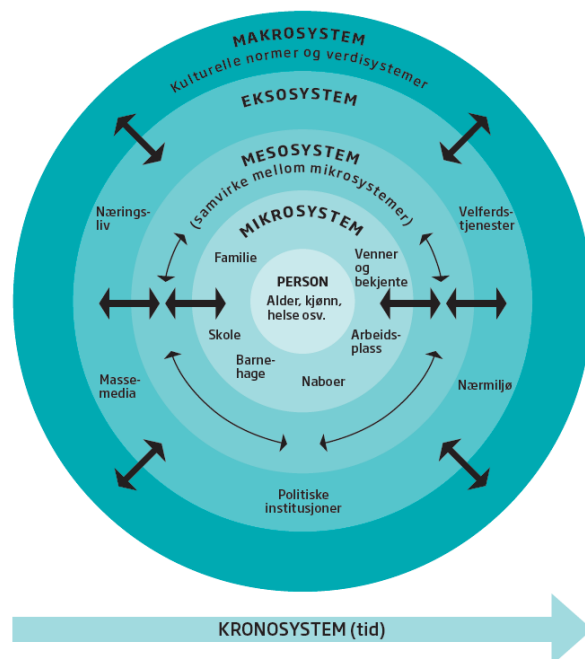 MAKROSYSTEM
Kulturelle normer og verdisystemer
EKSOSYSTEM
MESOSYSTEM
(samvirke mellom mikrosystemer)
MIKROSYSTEM
Nærings-
liv
Velferds-
tjenester
Familie
Venner
og
bekjente
PERSON
Alder, kjønn,
helse osv.
Skole
Barne-
hage
Naboer
Arbeids-
plass
Masse-
media
Nærmiljø
Politiske
institusjoner
KRONOSYSTEM (tid)